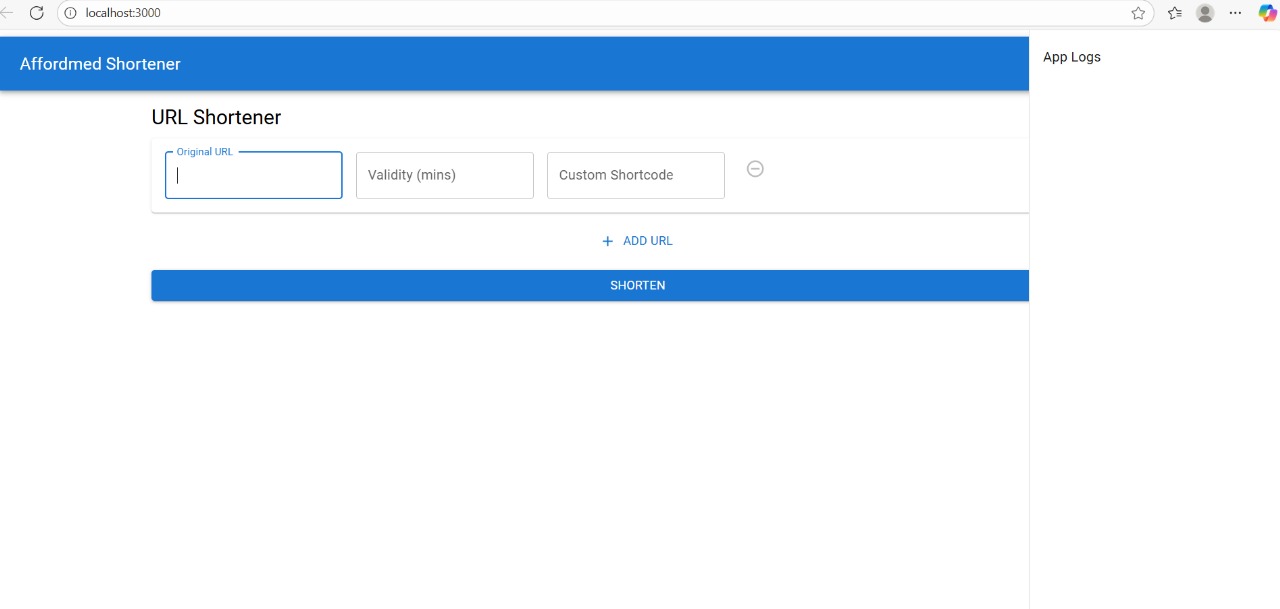 localhost:3000
Affordmed Shortener
App Logs
URL Shortener
Original URL
Validity (mins)
Custom Shortcode
ADD URL
SHORTEN